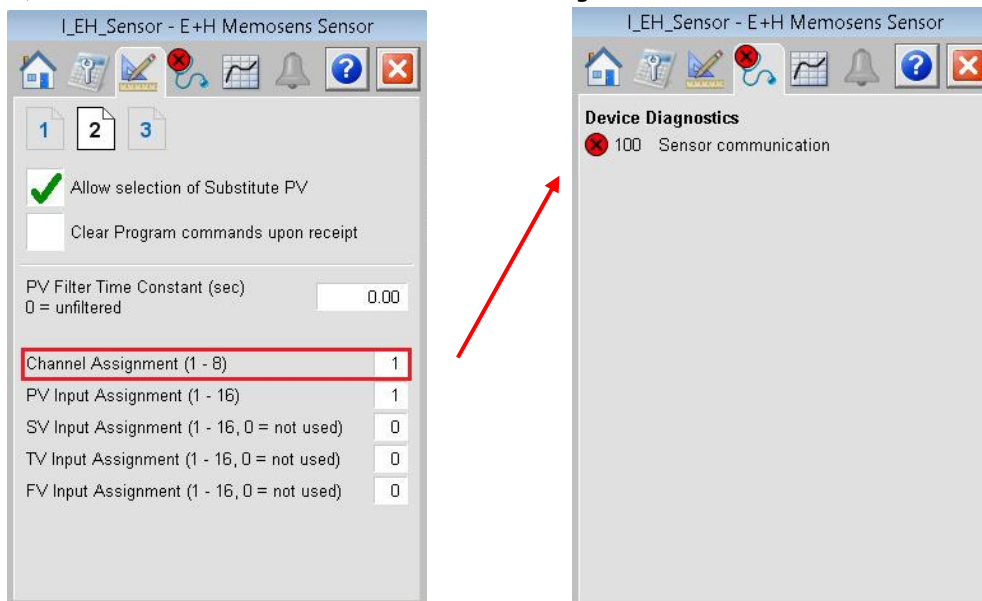 I_EH_Sensor - E+H Memosens Sensor
?
1 2 3
Allow selection of Substitute PV
Clear Program commands upon receipt
PV Filter Time Constant (sec)
0 = unfiltered
0.00
Channel Assignment (1 - 8) 1
PV Input Assignment (1 - 16) 1
SV Input Assignment (1 - 16, 0 = not used) 0
TV Input Assignment (1 - 16, 0 = not used) 0
FV Input Assignment (1 - 16, 0 = not used) 0
I_EH_Sensor - E+H Memosens Sensor
?
Device Diagnostics
100 Sensor communication